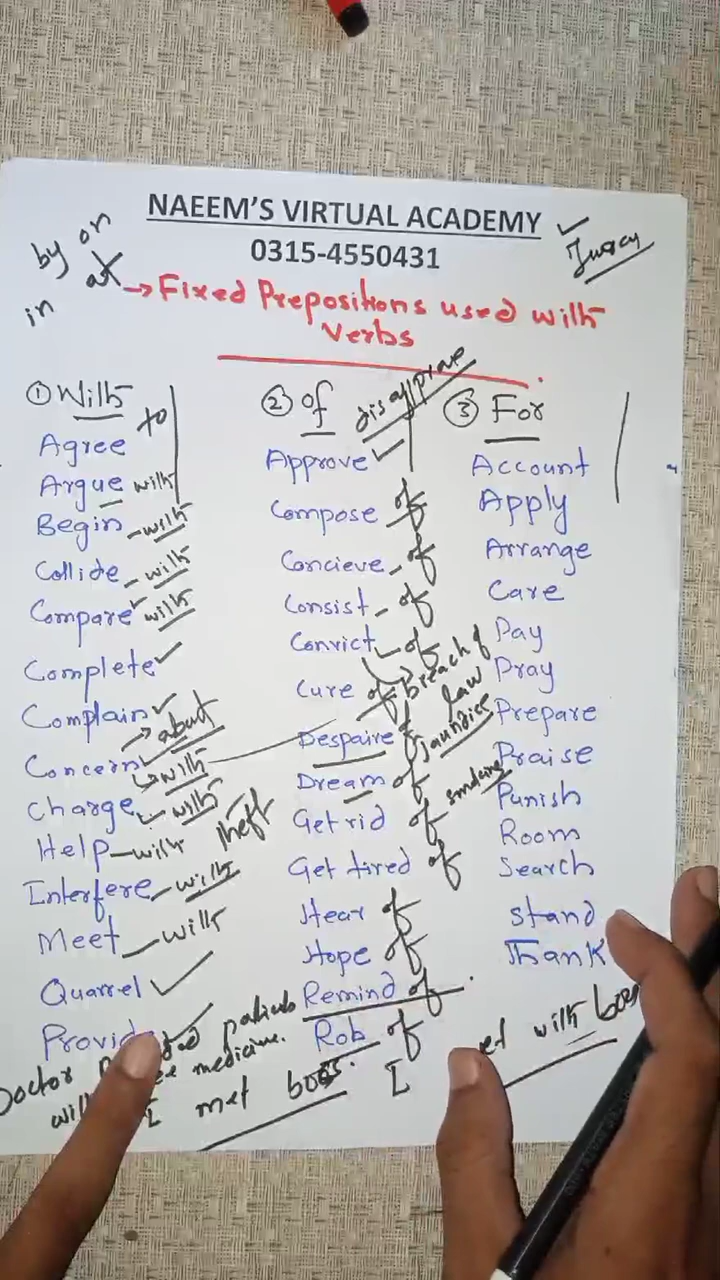 NAEEM'S VIRTUAL ACADEMY
0315-4550431
by on
in at → Fixed Prepositions used with
Verbs
① With
to
Agree
Argue with
Begin - with
Collide - with
Compare with
Complete
Complain
→ about
Concern
with
Charge with
theft
Help - with
Interfere - with
Meet - with
Quarrel
Provide
② Of
disapprove
Approve
Compose of
Concieve - of
Consist - of
Convict - of
breach of
law
Cure of
jaundice
Despaire of
Dream of
Get rid of smoking
Get tired of
Hear of
Hope of
Remind of
Rob of
③ For
Account
Apply
Arrange
Care
Pay
Pray
Prepare
Praise
Punish
Room
Search
Stand
Thank
Doctor patients
medicine.
I met boss. I with boss